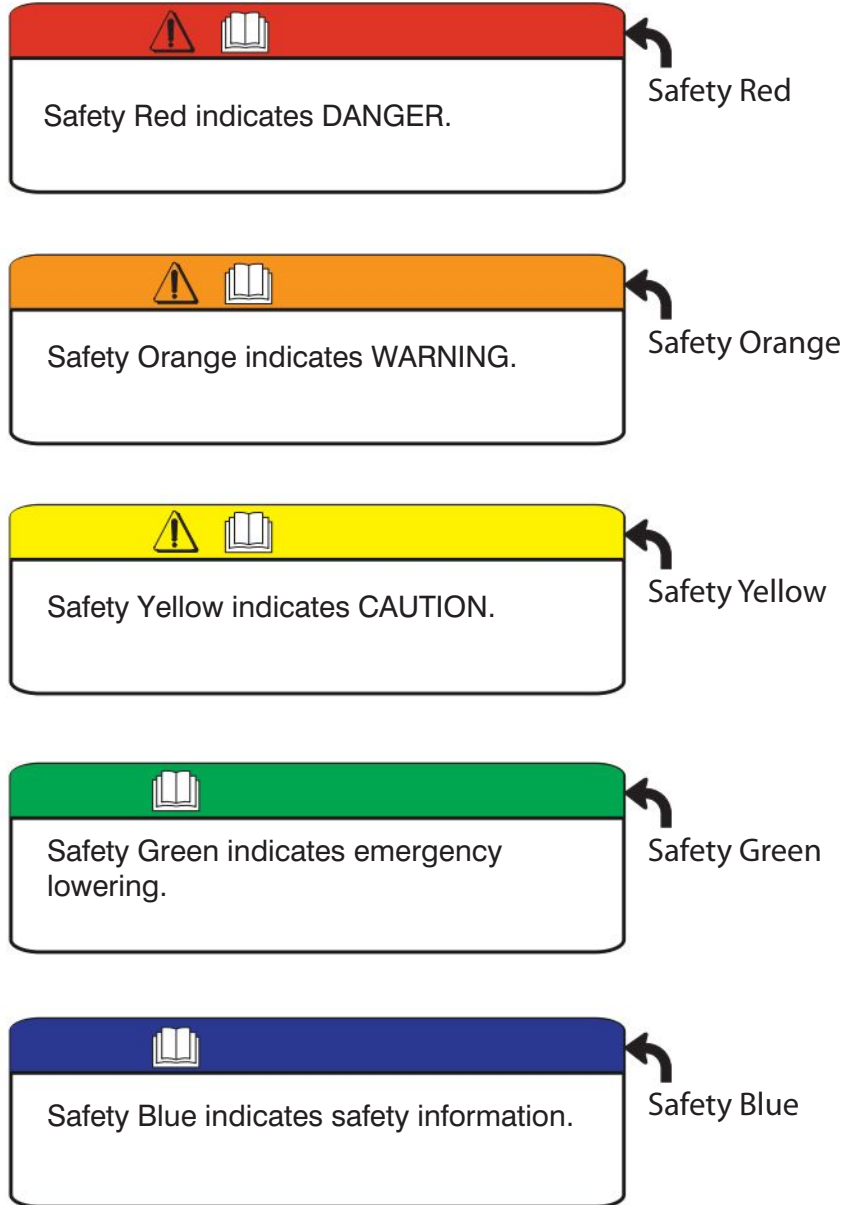 Safety Red indicates DANGER.
Safety Red
Safety Orange indicates WARNING.
Safety Orange
Safety Yellow indicates CAUTION.
Safety Yellow
Safety Green indicates emergency
lowering.
Safety Green
Safety Blue indicates safety information.
Safety Blue